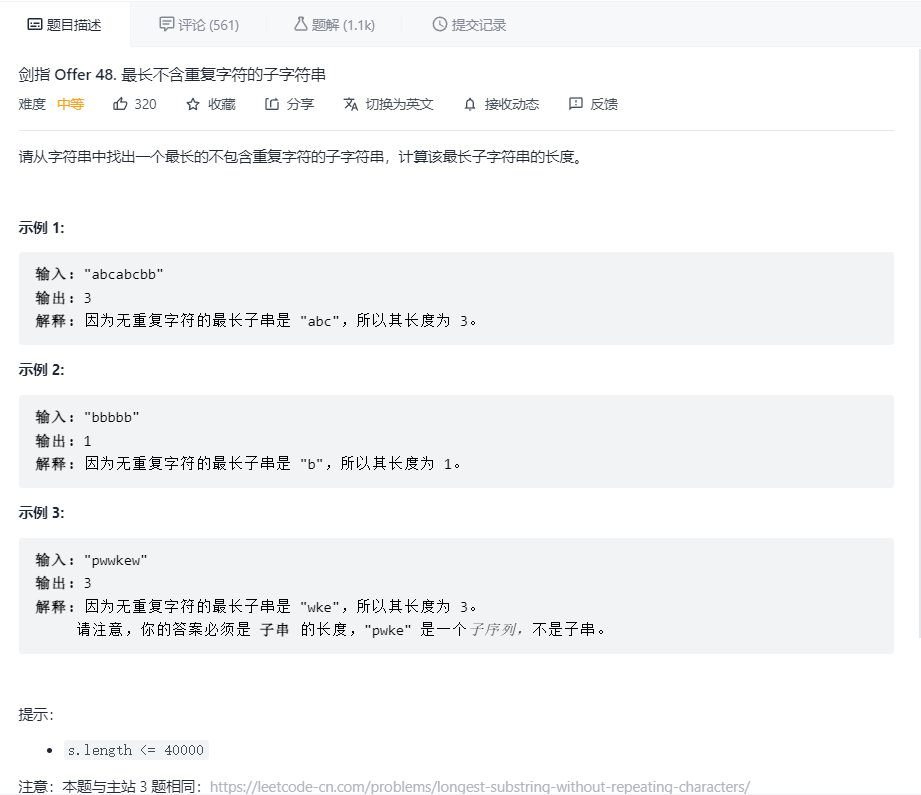 题目描述 评论 (561) 题解 (1.1k) 提交记录
剑指 Offer 48. 最长不含重复字符的子字符串
难度 中等 320 收藏 分享 切换为英文 接收动态 反馈
请从字符串中找出一个最长的不包含重复字符的子字符串，计算该最长子字符串的长度。
示例 1:
输入: "abcabcbb"
输出: 3
解释: 因为无重复字符的最长子串是 "abc"，所以其长度为 3。
示例 2:
输入: "bbbbb"
输出: 1
解释: 因为无重复字符的最长子串是 "b"，所以其长度为 1。
示例 3:
输入: "pwwkew"
输出: 3
解释: 因为无重复字符的最长子串是 "wke"，所以其长度为 3。
请注意，你的答案必须是 子串 的长度，"pwke" 是一个子序列，不是子串。
提示：
• s.length <= 40000
注意：本题与主站 3 题相同：https://leetcode-cn.com/problems/longest-substring-without-repeating-characters/